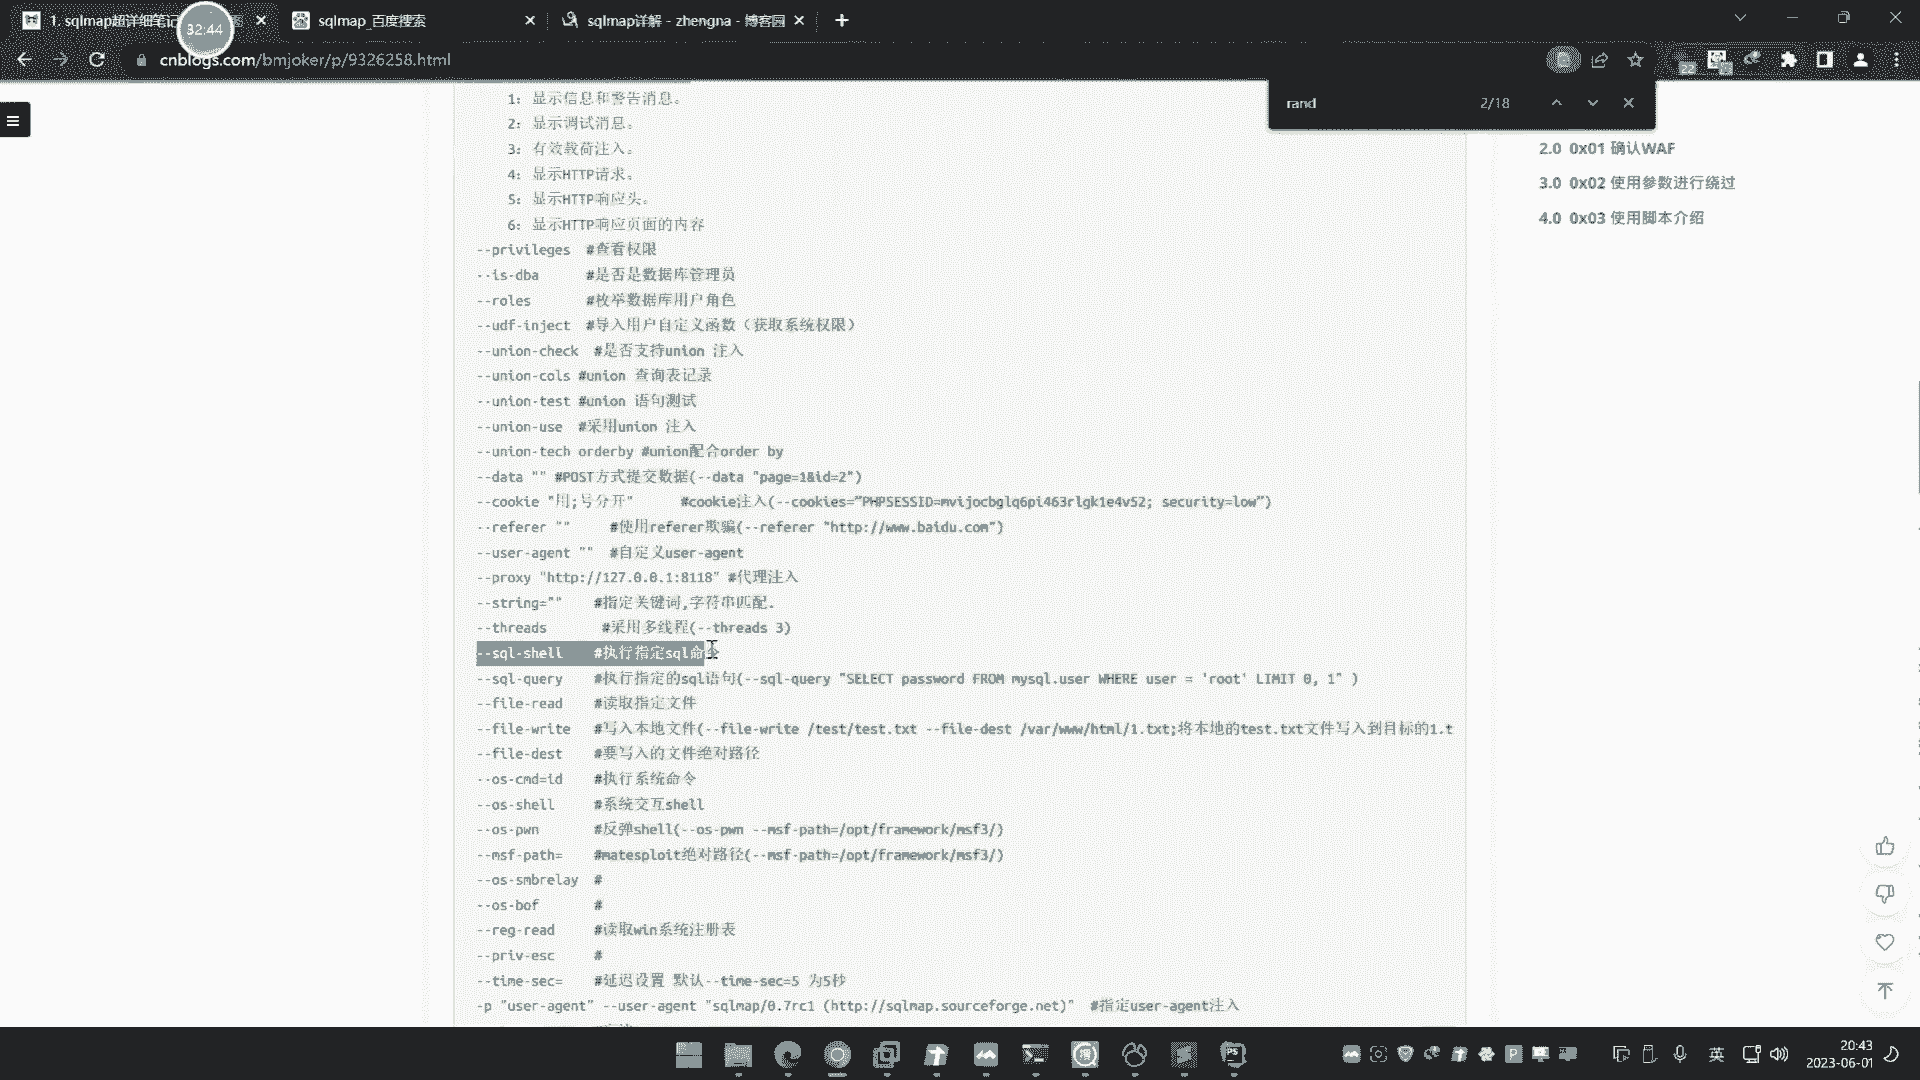 1. sqlmap超详细笔记
32:44
sqlmap_百度搜索
sqlmap详解 - zhengna - 博客园
cnblogs.com/bmjoker/p/9326258.html
22
rand
2/18
1: 显示信息和警告消息。
2: 显示调试消息。
3: 有效载荷注入。
4: 显示HTTP请求。
5: 显示HTTP响应头。
6: 显示HTTP响应页面的内容
--privileges #查看权限
--is-dba #是否是数据库管理员
--roles #枚举数据库用户角色
--udf-inject #导入用户自定义函数（获取系统权限）
--union-check #是否支持union 注入
--union-cols #union 查询表记录
--union-test #union 语句测试
--union-use #采用union 注入
--union-tech orderby #union配合order by
--data "" #POST方式提交数据(--data "page=1&id=2")
--cookie "用;号分开" #cookie注入(--cookies="PHPSESSID=mvijocbglq6pi463rlgk1e4v52; security=low")
--referer "" #使用referer欺骗(--referer "http://www.baidu.com")
--user-agent "" #自定义user-agent
--proxy "http://127.0.0.1:8118" #代理注入
--string="" #指定关键词,字符串匹配.
--threads #采用多线程(--threads 3)
--sql-shell #执行指定sql命令
--sql-query #执行指定的sql语句(--sql-query "SELECT password FROM mysql.user WHERE user = 'root' LIMIT 0, 1" )
--file-read #读取指定文件
--file-write #写入本地文件(--file-write /test/test.txt --file-dest /var/www/html/1.txt;将本地的test.txt文件写入到目标的1.t
--file-dest #要写入的文件绝对路径
--os-cmd=id #执行系统命令
--os-shell #系统交互shell
--os-pwn #反弹shell(--os-pwn --msf-path=/opt/framework/msf3/)
--msf-path= #matesploit绝对路径(--msf-path=/opt/framework/msf3/)
--os-smbrelay #
--os-bof #
--reg-read #读取win系统注册表
--priv-esc #
--time-sec= #延迟设置 默认--time-sec=5 为5秒
-p "user-agent" --user-agent "sqlmap/0.7rc1 (http://sqlmap.sourceforge.net)" #指定user-agent注入
2.0 0x01 确认WAF
3.0 0x02 使用参数进行绕过
4.0 0x03 使用脚本介绍
英
20:43
2023-06-01